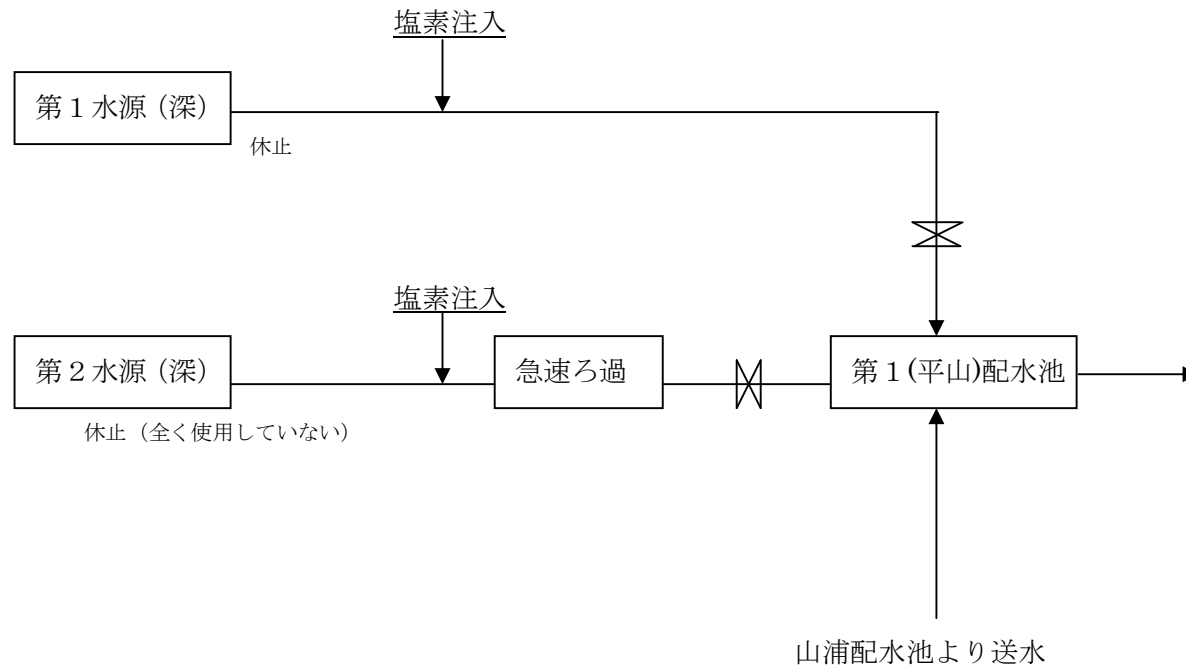 塩素注入
第１水源（深）
休止
塩素注入
第２水源（深）
急速ろ過
第１(平山)配水池
休止（全く使用していない）
山浦配水池より送水